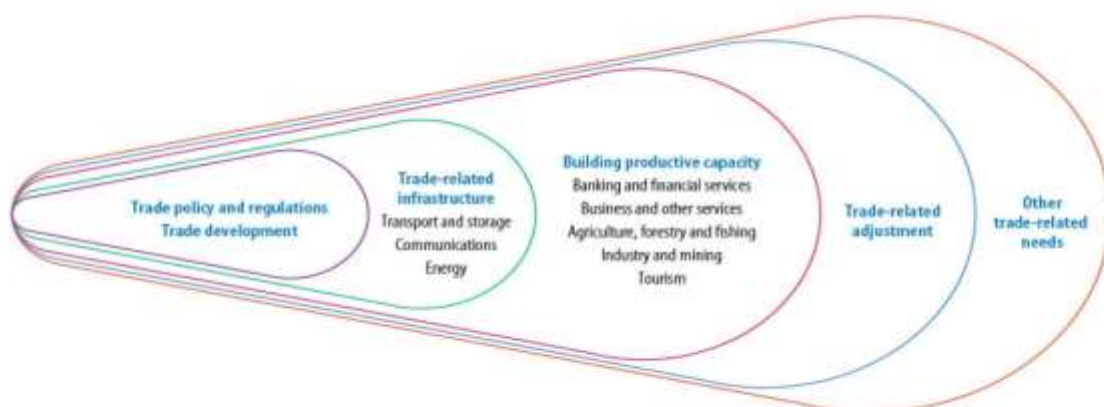 Trade policy and regulations
Trade development
Trade-related
infrastructure
Transport and storage
Communications
Energy
Building productive capacity
Banking and financial services
Business and other services
Agriculture, forestry and fishing
Industry and mining
Tourism
Trade-related
adjustment
Other
trade-related
needs